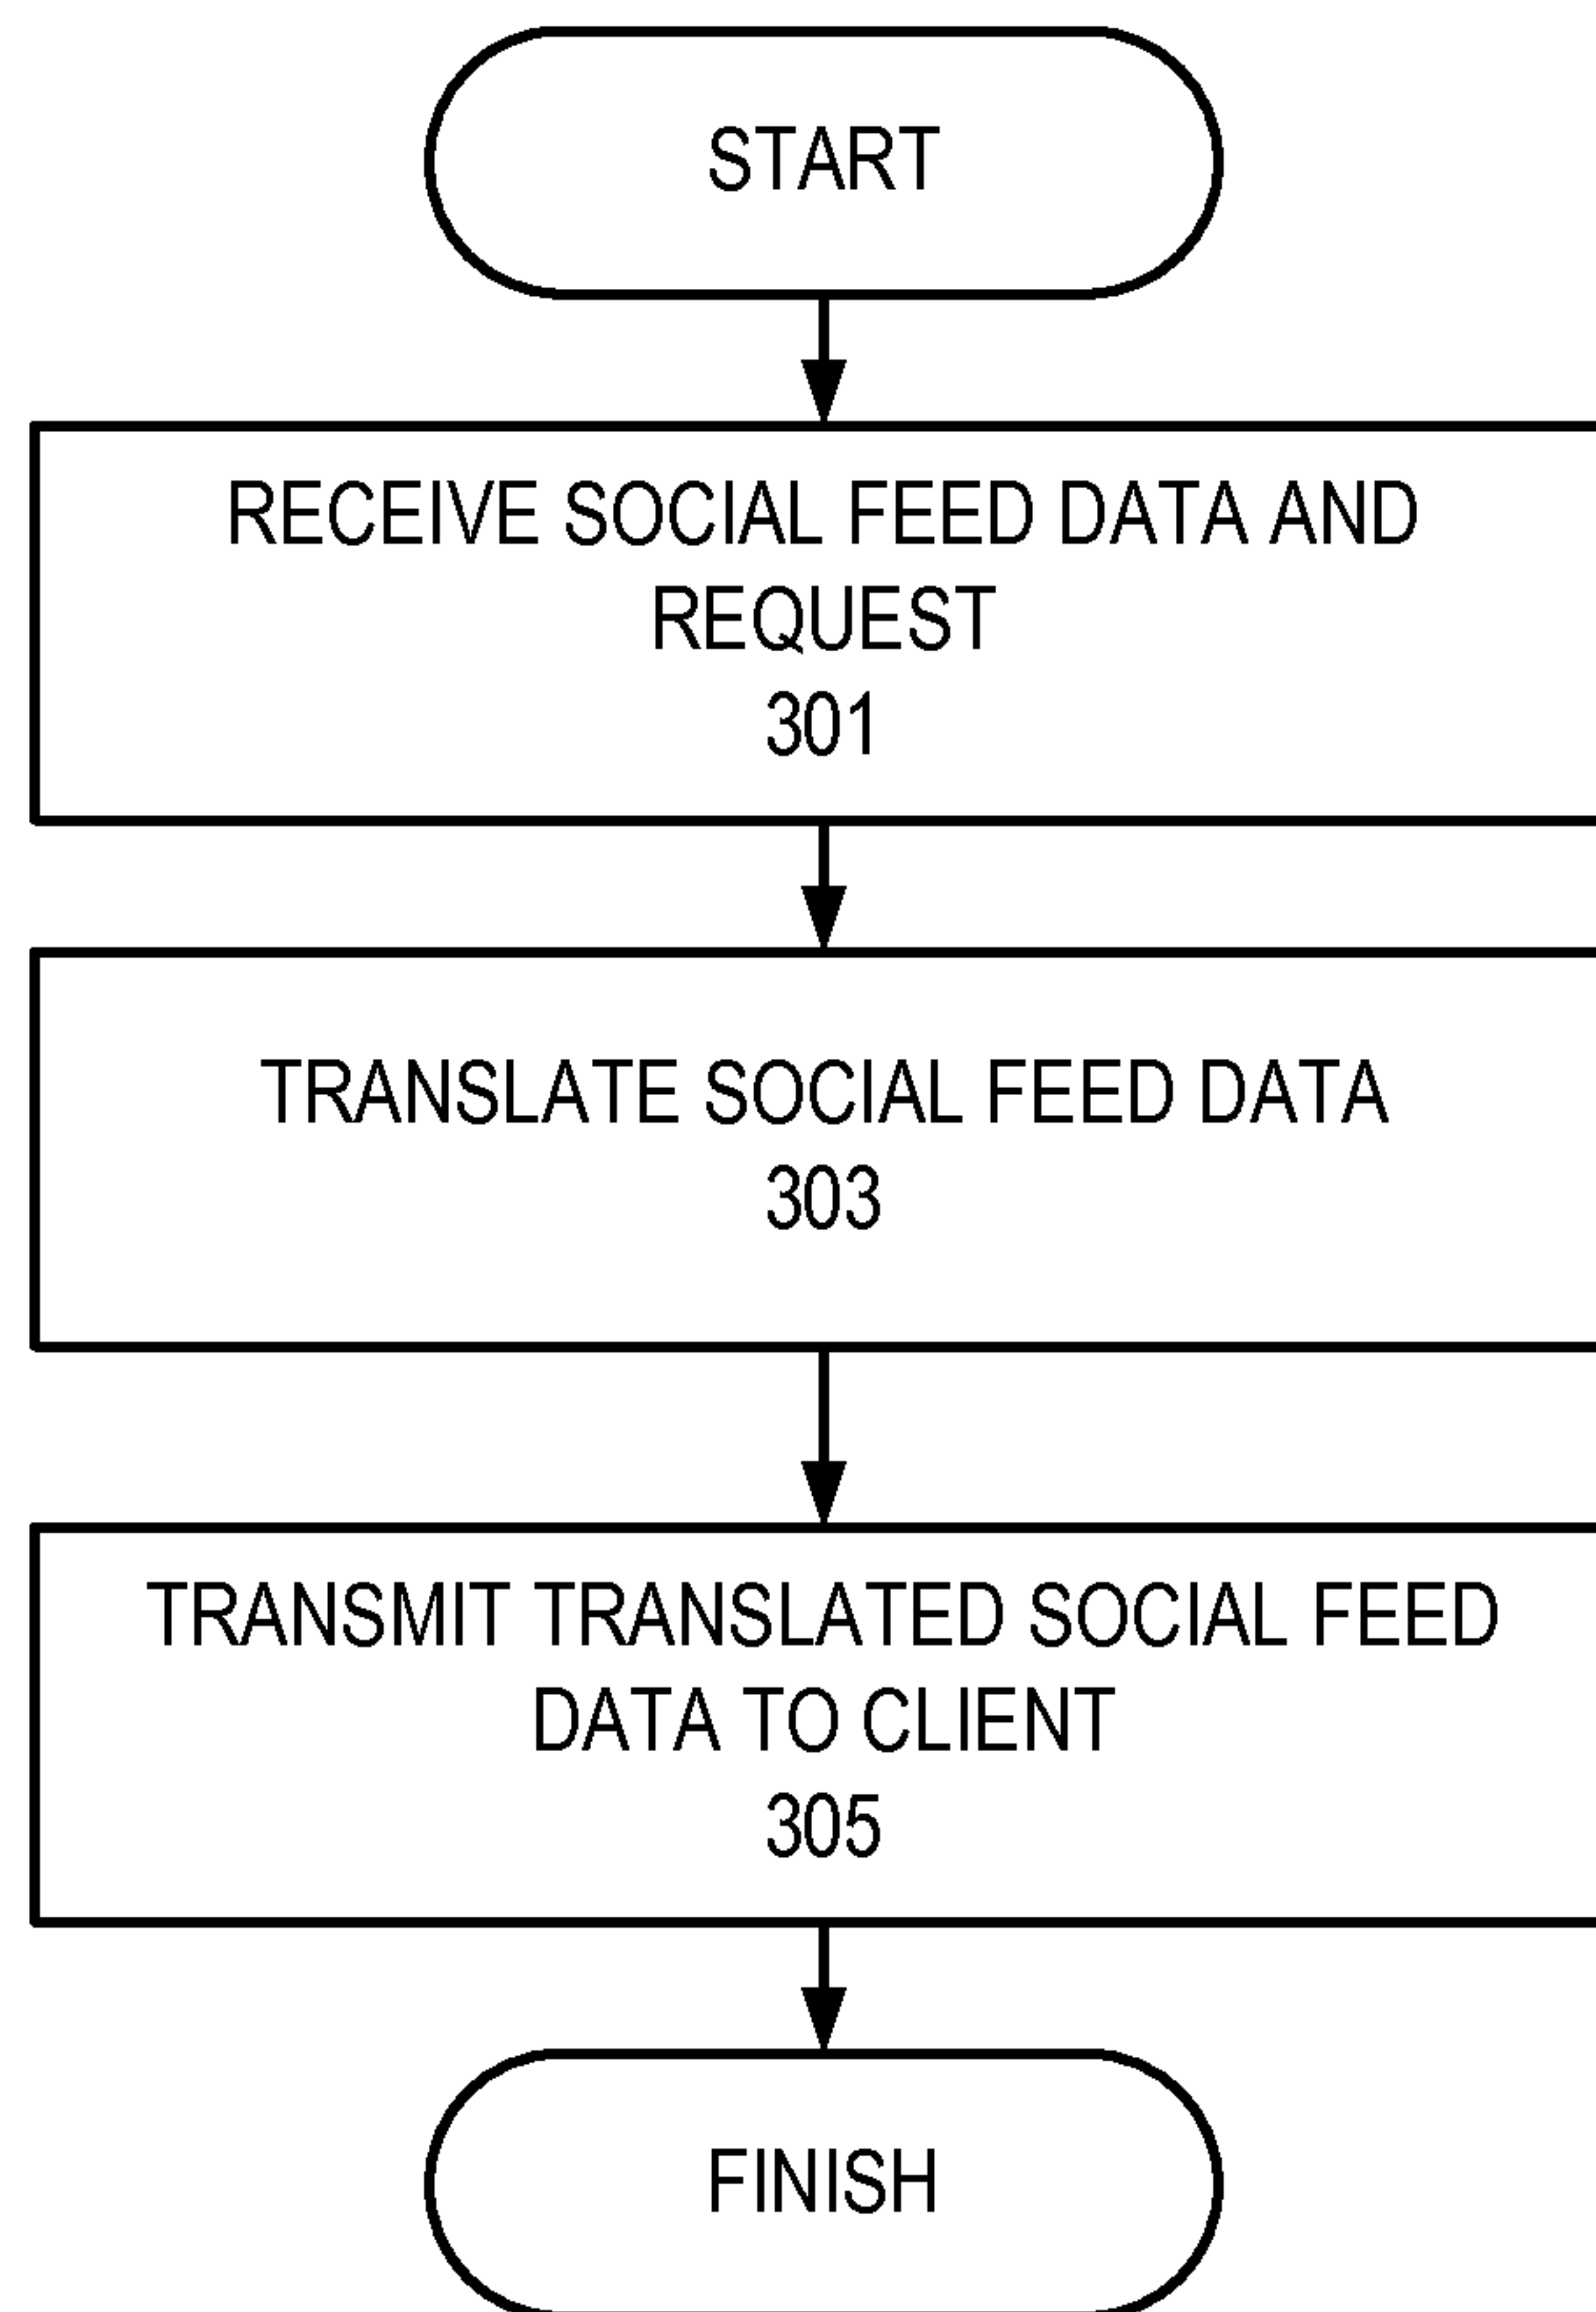 START
RECEIVE SOCIAL FEED DATA AND
REQUEST
301
TRANSLATE SOCIAL FEED DATA
303
TRANSMIT TRANSLATED SOCIAL FEED
DATA TO CLIENT
305
FINISH